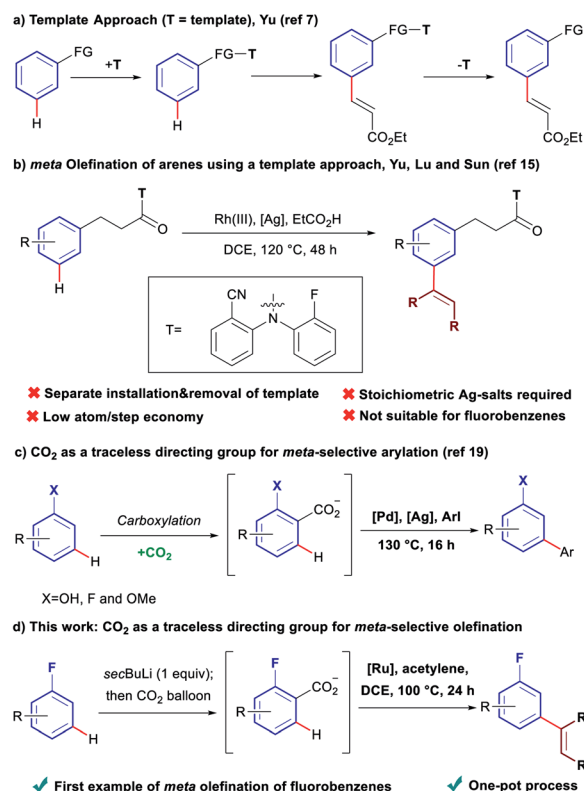 a) Template Approach (T = template), Yu (ref 7)
FG
+T
FG—T
FG—T
-T
FG
H
H
CO2Et
CO2Et
b) meta Olefination of arenes using a template approach, Yu, Lu and Sun (ref 15)
T
T
Rh(III), [Ag], EtCO2H
O
O
R
R
DCE, 120 °C, 48 h
H
R
R
CN
F
N
T=
✖ Separate installation&removal of template
✖ Stoichiometric Ag-salts required
✖ Low atom/step economy
✖ Not suitable for fluorobenzenes
c) CO2 as a traceless directing group for meta-selective arylation (ref 19)
X
X
X
Carboxylation
CO2−
[Pd], [Ag], ArI
R
R
R
+CO2
130 °C, 16 h
H
H
Ar
X=OH, F and OMe
d) This work: CO2 as a traceless directing group for meta-selective olefination
F
F
F
secBuLi (1 equiv);
CO2−
[Ru], acetylene,
R
then CO2 balloon
R
DCE, 100 °C, 24 h
R
R
H
H
R
✓ First example of meta olefination of fluorobenzenes
✓ One-pot process